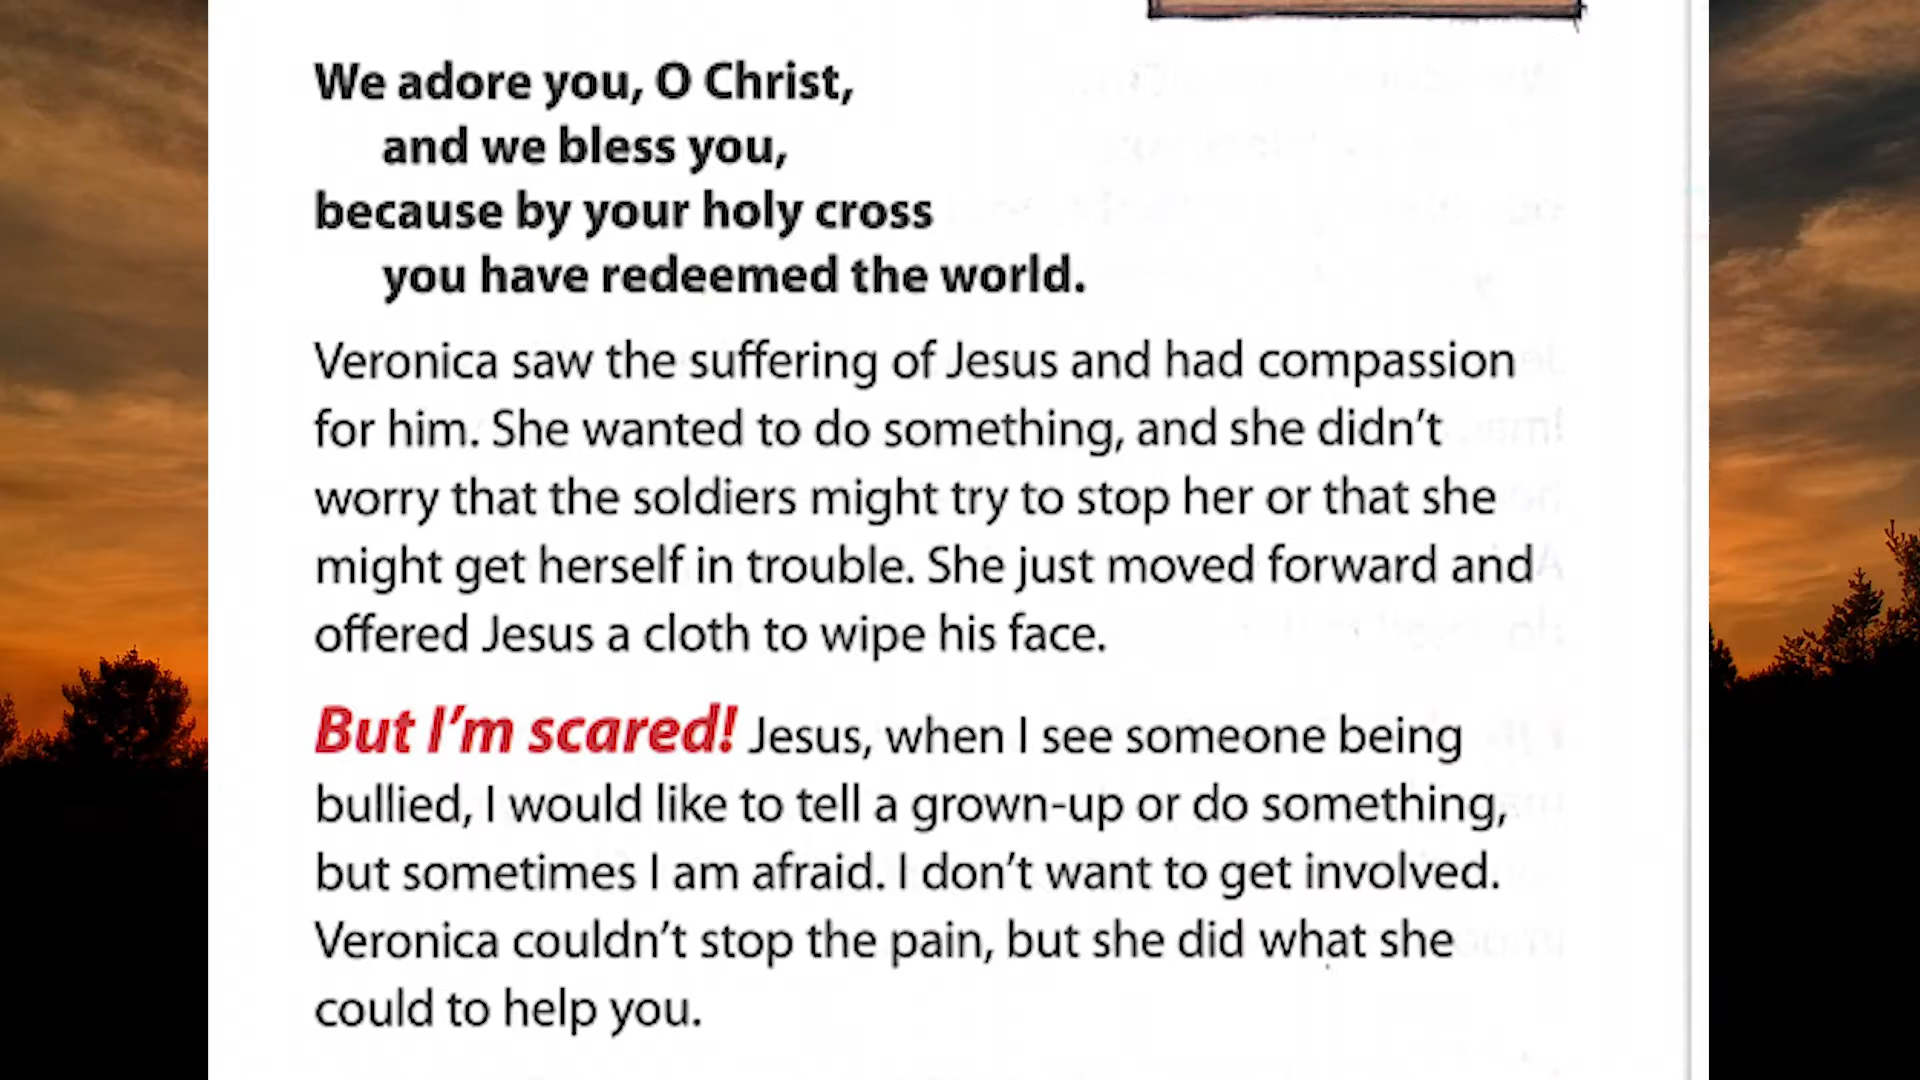 We adore you, O Christ,
and we bless you,
because by your holy cross
you have redeemed the world.
Veronica saw the suffering of Jesus and had compassion
for him. She wanted to do something, and she didn’t
worry that the soldiers might try to stop her or that she
might get herself in trouble. She just moved forward and
offered Jesus a cloth to wipe his face.
But I’m scared! Jesus, when I see someone being
bullied, I would like to tell a grown-up or do something,
but sometimes I am afraid. I don’t want to get involved.
Veronica couldn’t stop the pain, but she did what she
could to help you.